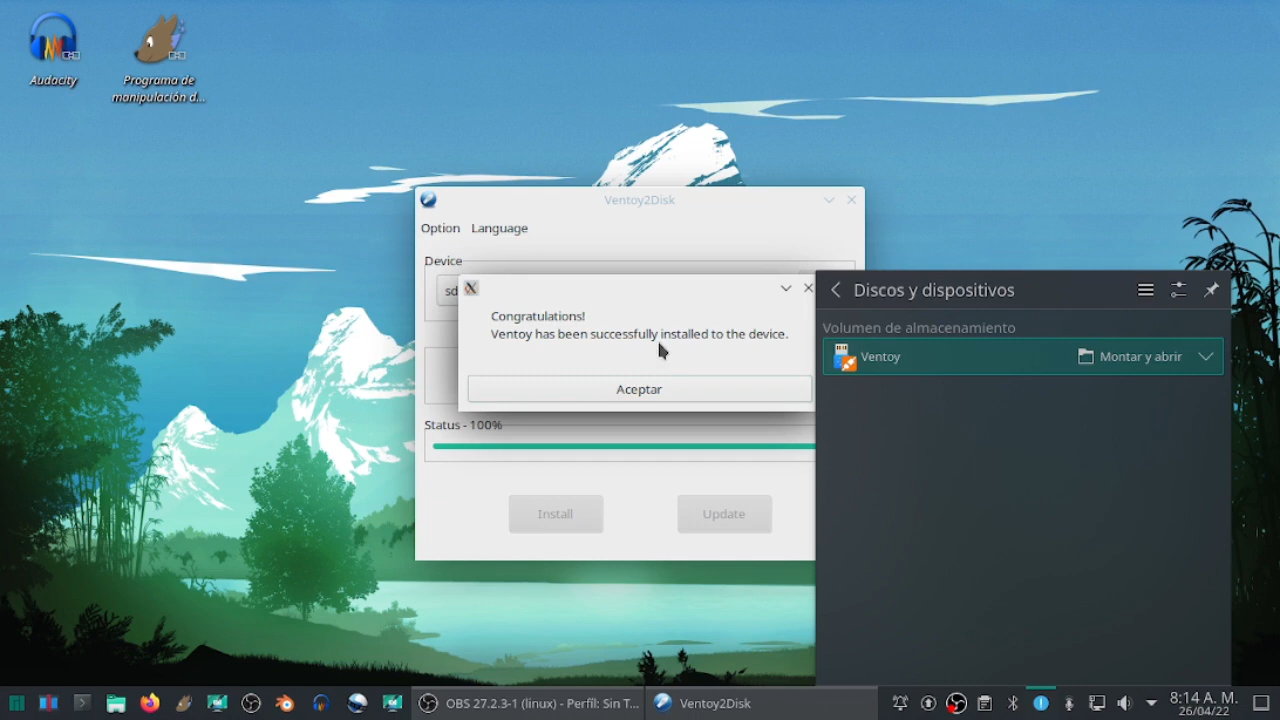 Audacity
Programa de
manipulación d...
Ventoy2Disk
Option Language
Device
sd
Congratulations!
Ventoy has been successfully installed to the device.
Aceptar
Status - 100%
Install Update
Discos y dispositivos
Volumen de almacenamiento
Ventoy Montar y abrir
OBS 27.2.3-1 (linux) - Perfil: Sin T...
Ventoy2Disk
8:14 A. M.
26/04/22